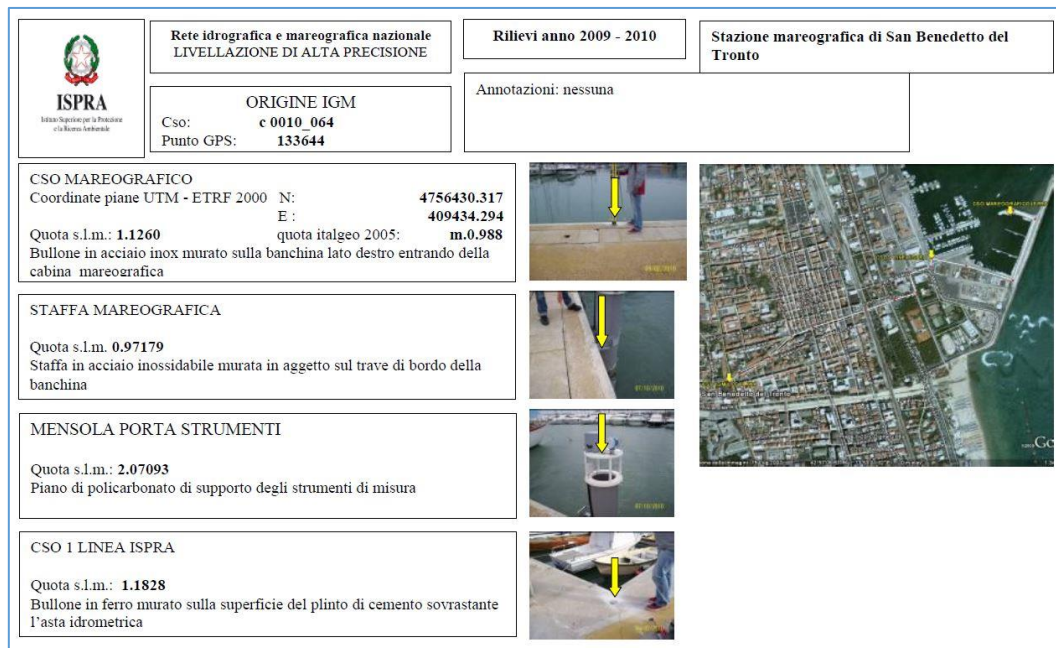 Rete idrografica e mareografica nazionale
LIVELLAZIONE DI ALTA PRECISIONE
Rilievi anno 2009 - 2010
Stazione mareografica di San Benedetto del
Tronto
ISPRA
Istituto Superiore per la Protezione
e la Ricerca Ambientale
ORIGINE IGM
Cso: c 0010_064
Punto GPS: 133644
Annotazioni: nessuna
CSO MAREOGRAFICO
Coordinate piane UTM - ETRF 2000 N: 4756430.317
E : 409434.294
Quota s.l.m.: 1.1260 quota italgeo 2005: m.0.988
Bullone in acciaio inox murato sulla banchina lato destro entrando della
cabina mareografica
STAFFA MAREOGRAFICA
Quota s.l.m. 0.97179
Staffa in acciaio inossidabile murata in aggetto sul trave di bordo della
banchina
07/10/2010
San Benedetto del Tronto
MENSOLA PORTA STRUMENTI
Quota s.l.m.: 2.07093
Piano di policarbonato di supporto degli strumenti di misura
07/10/2010
CSO 1 LINEA ISPRA
Quota s.l.m.: 1.1828
Bullone in ferro murato sulla superficie del plinto di cemento sovrastante
l'asta idrometrica